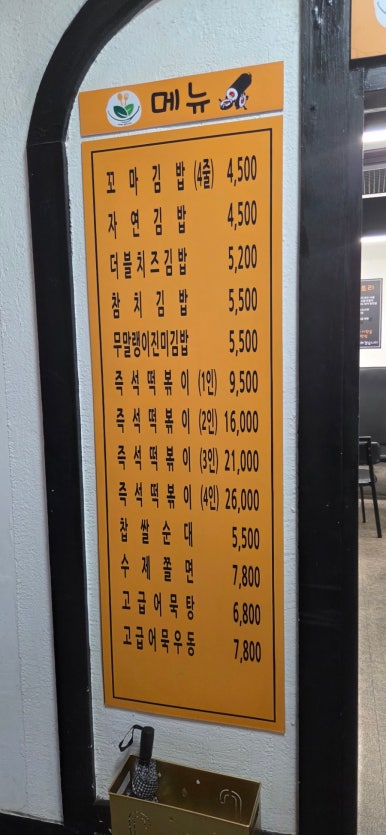 메뉴
꼬마김밥 (4줄) 4,500
자연김밥 4,500
더블치즈김밥 5,200
참치김밥 5,500
무말랭이진미김밥 5,500
즉석떡볶이 (1인) 9,500
즉석떡볶이 (2인) 16,000
즉석떡볶이 (3인) 21,000
즉석떡볶이 (4인) 26,000
찹쌀순대 5,500
수제쫄면 7,800
고급어묵탕 6,800
고급어묵우동 7,800